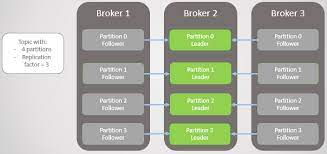 Broker 1
Broker 2
Broker 3
Topic with:
- 4 partitions
- Replication
factor = 3
Partition 0
Follower
Partition 0
Leader
Partition 0
Follower
Partition 1
Follower
Partition 1
Leader
Partition 1
Follower
Partition 2
Follower
Partition 2
Leader
Partition 2
Follower
Partition 3
Follower
Partition 3
Leader
Partition 3
Follower